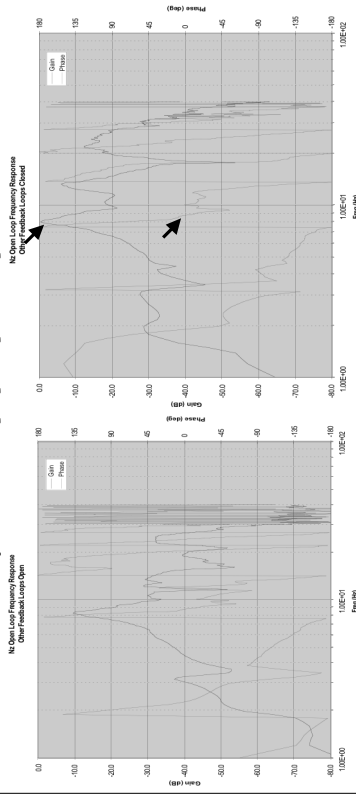 Nz Open Loop Frequency Response
Other Feedback Loops Open
Gain
Phase
0.0
-10.0
-20.0
-30.0
-40.0
-50.0
-60.0
-70.0
-80.0
Gain (dB)
180
135
90
45
0
-45
-90
-135
-180
Phase (deg)
1.00E+00
1.00E+01
1.00E+02
Nz Open Loop Frequency Response
Other Feedback Loops Closed
Gain
Phase
0.0
-10.0
-20.0
-30.0
-40.0
-50.0
-60.0
-70.0
-80.0
Gain (dB)
180
135
90
45
0
-45
-90
-135
-180
Phase (deg)
1.00E+00
1.00E+01
1.00E+02